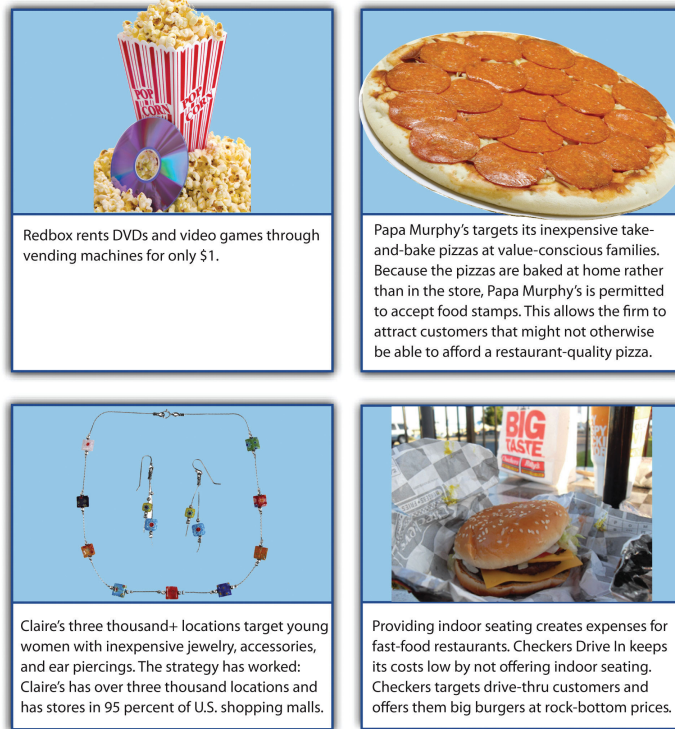 POP
CORN
POP
CORN
Redbox rents DVDs and video games through
vending machines for only $1.
Papa Murphy's targets its inexpensive take-
and-bake pizzas at value-conscious families.
Because the pizzas are baked at home rather
than in the store, Papa Murphy's is permitted
to accept food stamps. This allows the firm to
attract customers that might not otherwise
be able to afford a restaurant-quality pizza.
BIG
TASTE
Claire's three thousand+ locations target young
women with inexpensive jewelry, accessories,
and ear piercings. The strategy has worked:
Claire's has over three thousand locations and
has stores in 95 percent of U.S. shopping malls.
Providing indoor seating creates expenses for
fast-food restaurants. Checkers Drive In keeps
its costs low by not offering indoor seating.
Checkers targets drive-thru customers and
offers them big burgers at rock-bottom prices.